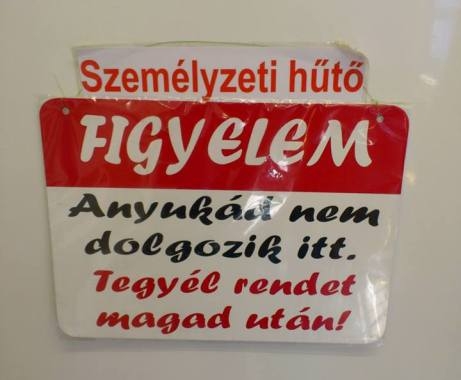 Személyzeti hűtő
FIGYELEM
Anyukád nem
dolgozik itt.
Tegyél rendet
magad után!